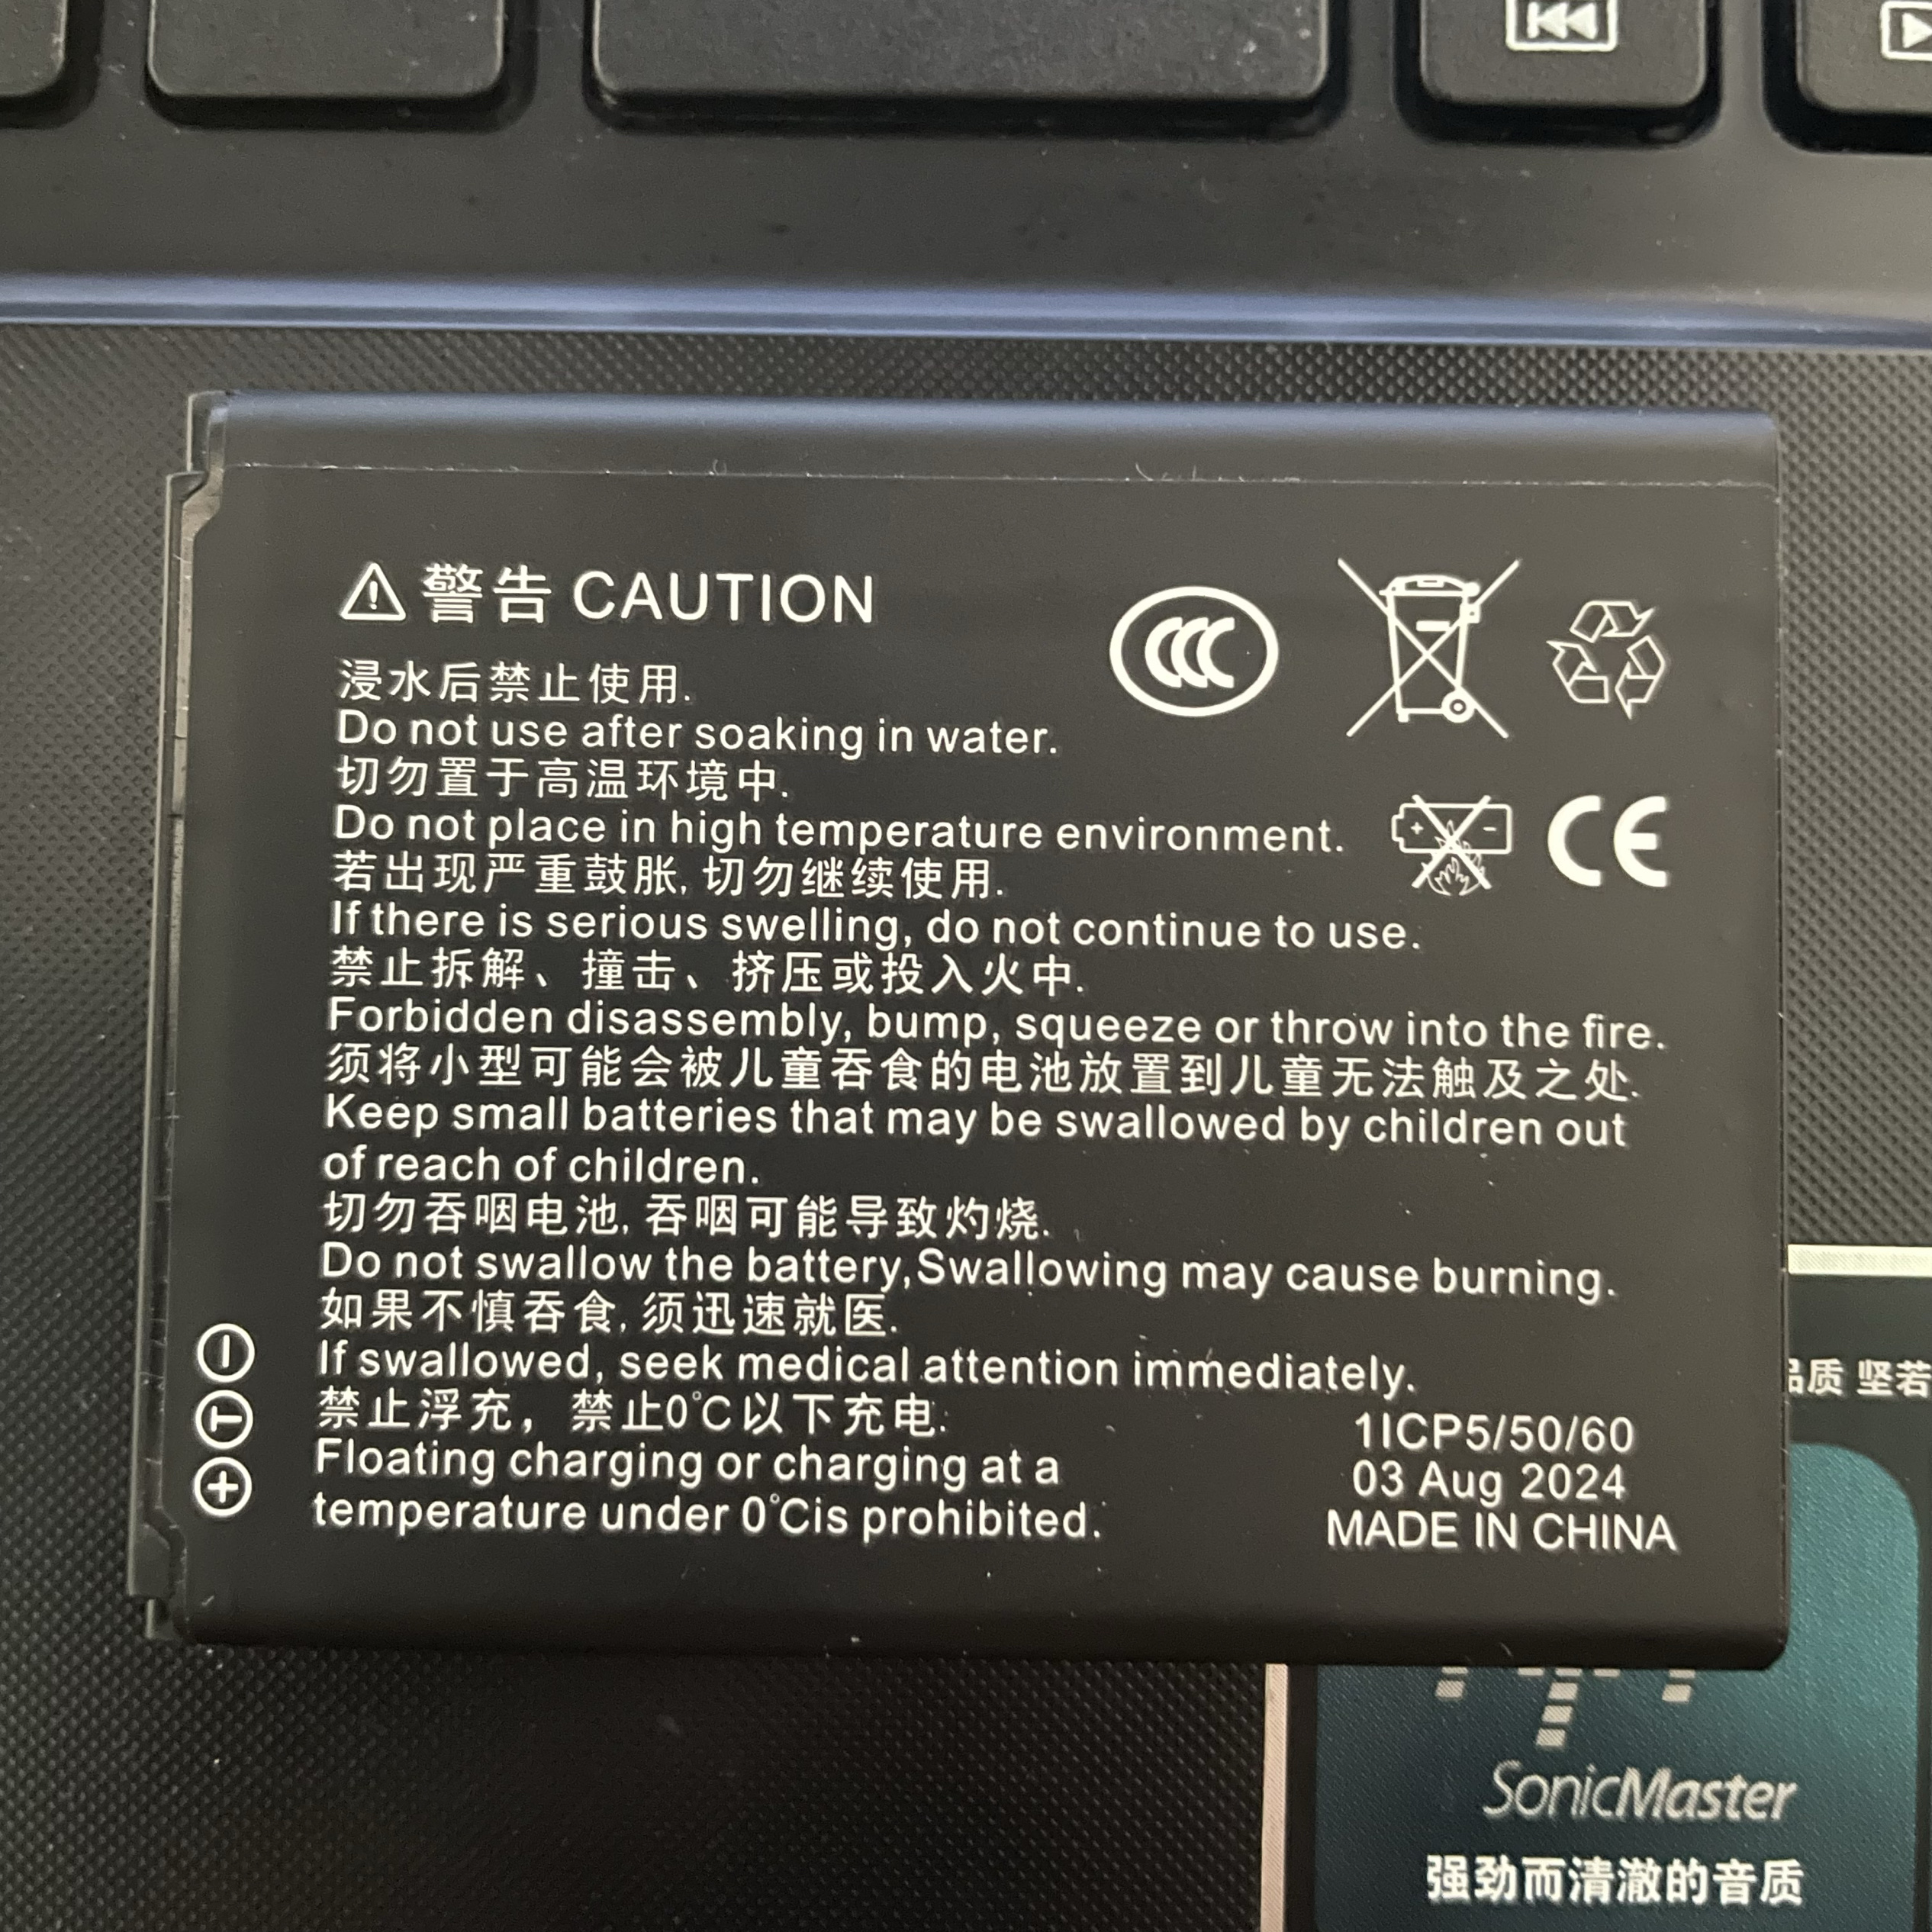 警告 CAUTION
浸水后禁止使用.
Do not use after soaking in water.
切勿置于高温环境中.
Do not place in high temperature environment.
若出现严重鼓胀, 切勿继续使用.
If there is serious swelling, do not continue to use.
禁止拆解、撞击、挤压或投入火中.
Forbidden disassembly, bump, squeeze or throw into the fire.
须将小型可能会被儿童吞食的电池放置到儿童无法触及之处.
Keep small batteries that may be swallowed by children out
of reach of children.
切勿吞咽电池, 吞咽可能导致灼烧.
Do not swallow the battery,Swallowing may cause burning.
如果不慎吞食, 须迅速就医.
If swallowed, seek medical attention immediately.
禁止浮充，禁止0℃以下充电.
Floating charging or charging at a
temperature under 0℃is prohibited.
CCC
CE
1ICP5/50/60
03 Aug 2024
MADE IN CHINA
品质 坚若
SonicMaster
强劲而清澈的音质